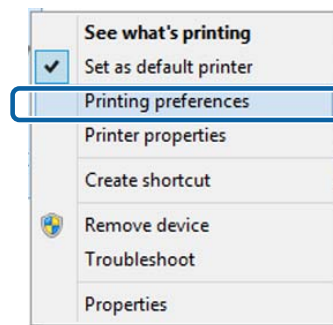 See what's printing
Set as default printer
Printing preferences
Printer properties
Create shortcut
Remove device
Troubleshoot
Properties